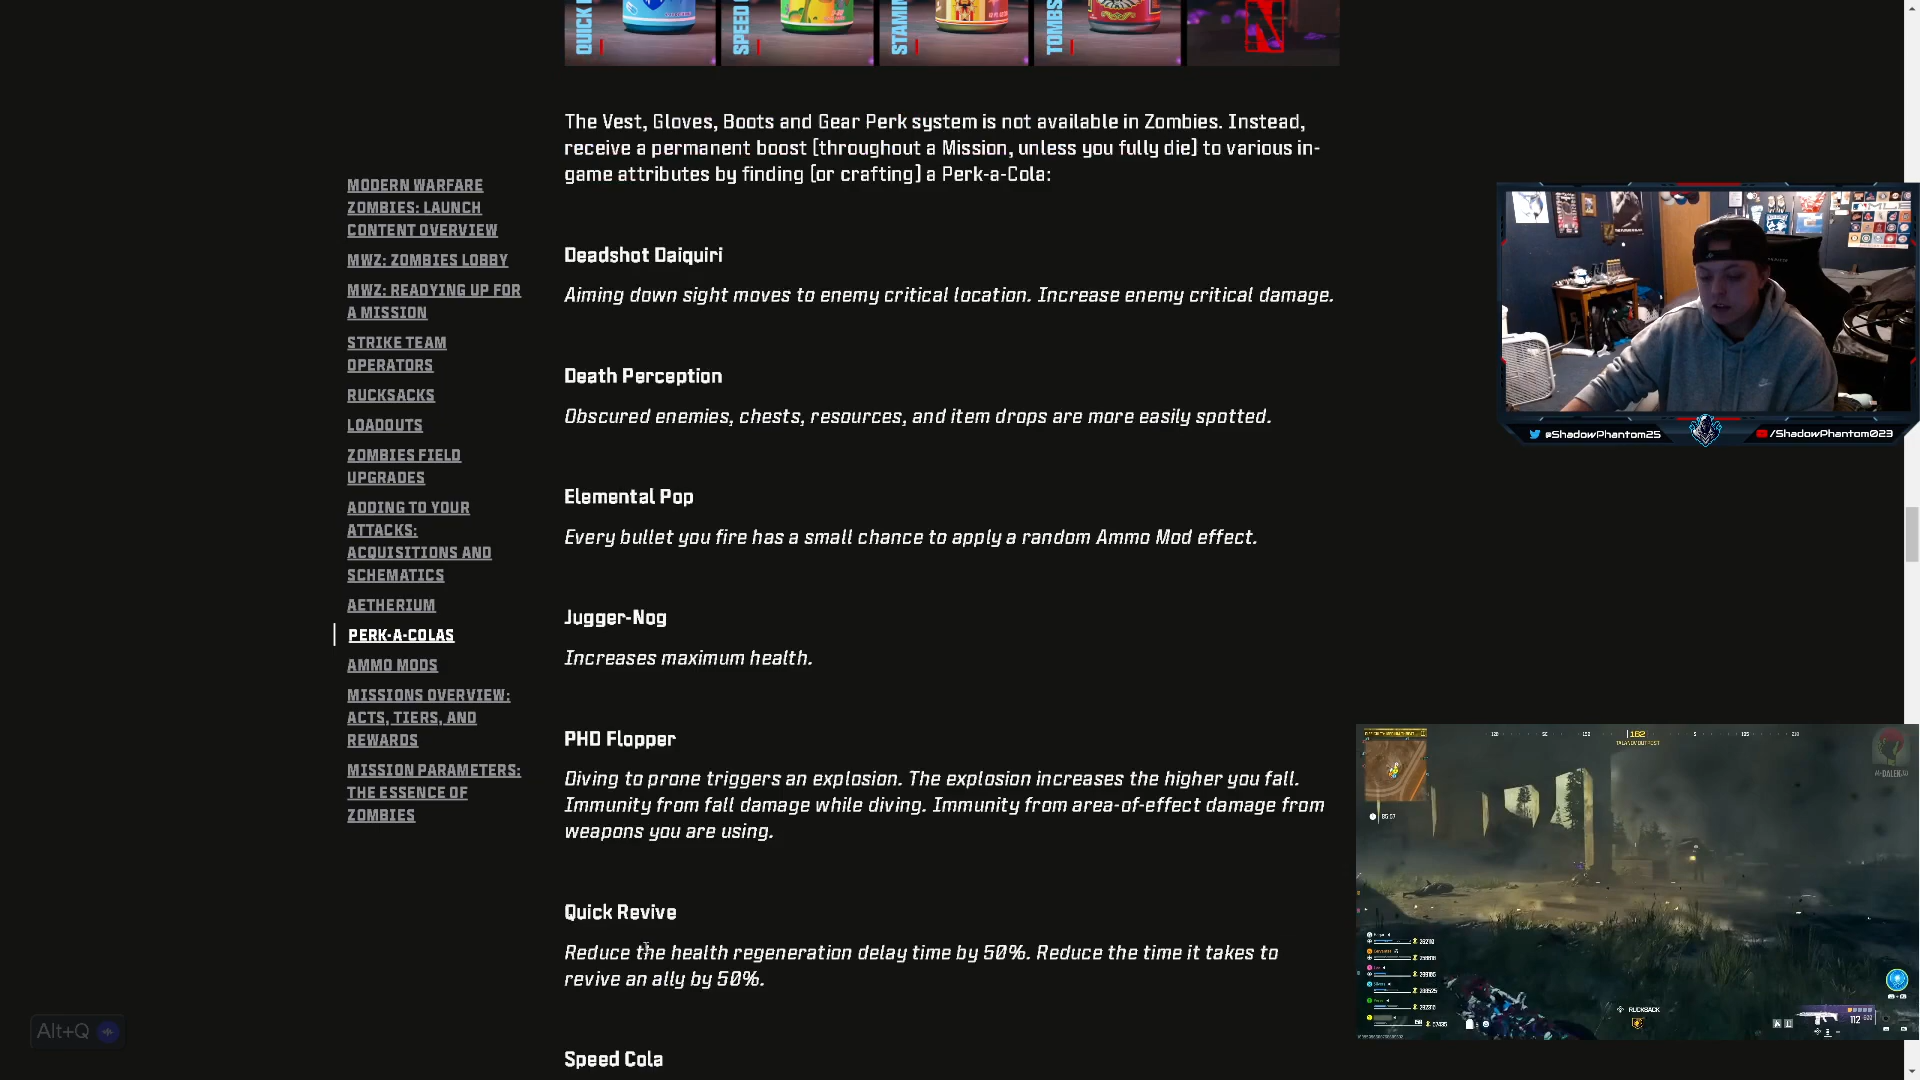 QUICK
SPEED
STAMIN
TOMBS
The Vest, Gloves, Boots and Gear Perk system is not available in Zombies. Instead,
receive a permanent boost [throughout a Mission, unless you fully die] to various in-
game attributes by finding [or crafting] a Perk-a-Cola:
MODERN WARFARE
ZOMBIES: LAUNCH
CONTENT OVERVIEW
MWZ: ZOMBIES LOBBY
MWZ: READYING UP FOR
A MISSION
STRIKE TEAM
OPERATORS
RUCKSACKS
LOADOUTS
ZOMBIES FIELD
UPGRADES
ADDING TO YOUR
ATTACKS:
ACQUISITIONS AND
SCHEMATICS
AETHERIUM
PERK-A-COLAS
AMMO MODS
MISSIONS OVERVIEW:
ACTS, TIERS, AND
REWARDS
MISSION PARAMETERS:
THE ESSENCE OF
ZOMBIES
Deadshot Daiquiri
Aiming down sight moves to enemy critical location. Increase enemy critical damage.
Death Perception
Obscured enemies, chests, resources, and item drops are more easily spotted.
Elemental Pop
Every bullet you fire has a small chance to apply a random Ammo Mod effect.
Jugger-Nog
Increases maximum health.
PHD Flopper
Diving to prone triggers an explosion. The explosion increases the higher you fall.
Immunity from fall damage while diving. Immunity from area-of-effect damage from
weapons you are using.
Quick Revive
Reduce the health regeneration delay time by 50%. Reduce the time it takes to
revive an ally by 50%.
Speed Cola
@ShadowPhantom25
/ShadowPhantom023
182
TALANOV OUTPOST
RUCKSACK
112
Alt+Q